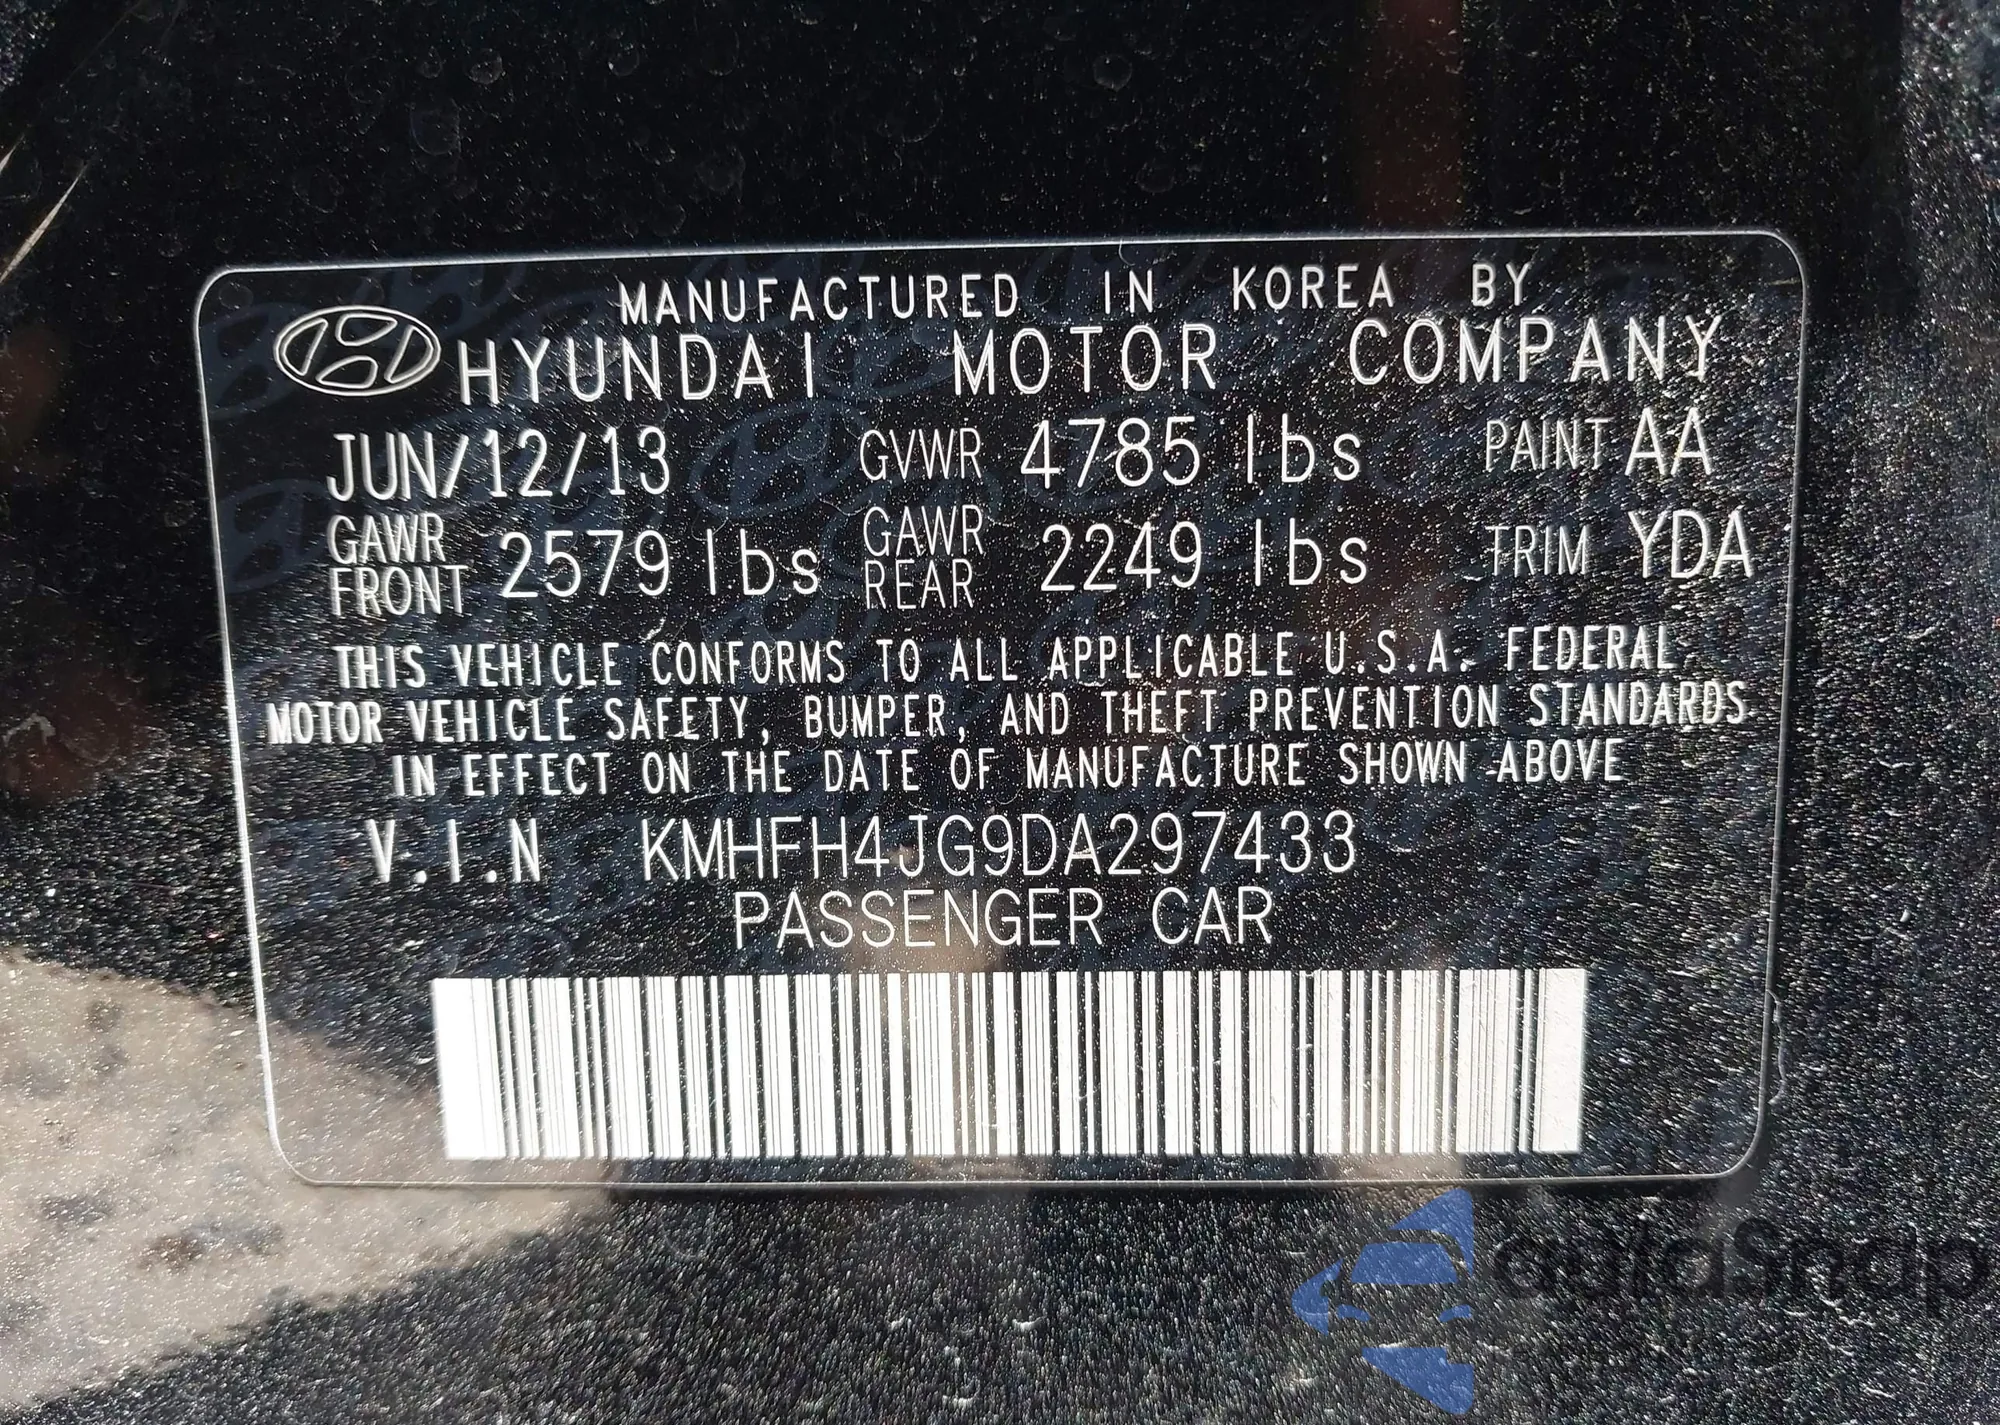 MANUFACTURED IN KOREA BY
HYUNDAI MOTOR COMPANY
JUN/12/13 GVWR 4785 lbs PAINT AA
GAWR FRONT 2579 lbs GAWR REAR 2249 lbs TRIM YDA
THIS VEHICLE CONFORMS TO ALL APPLICABLE U.S.A. FEDERAL
MOTOR VEHICLE SAFETY, BUMPER, AND THEFT PREVENTION STANDARDS
IN EFFECT ON THE DATE OF MANUFACTURE SHOWN ABOVE
V.I.N KMHFH4JG9DA297433
PASSENGER CAR